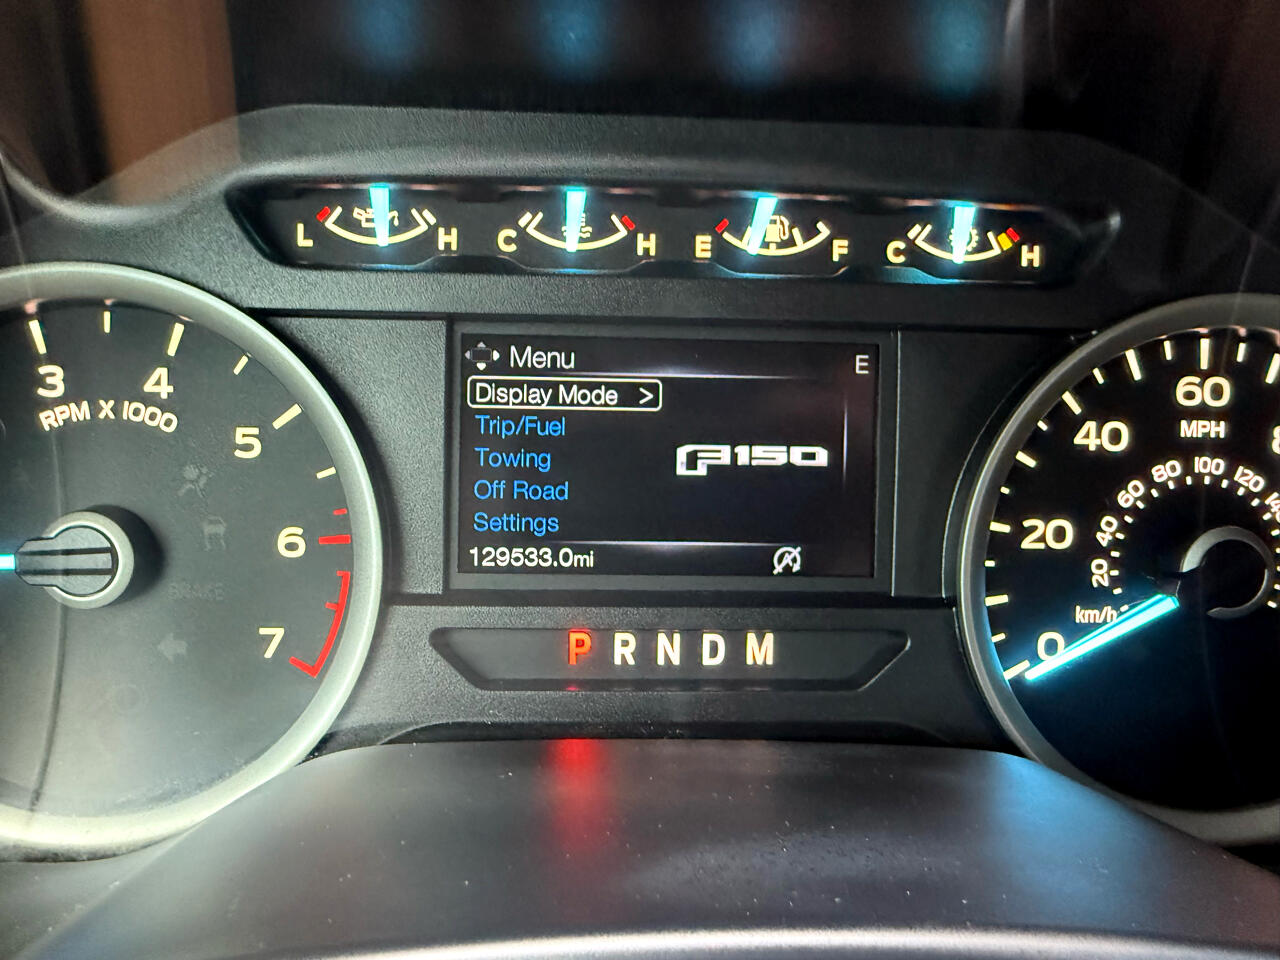 L H C H E F C H
3 4 5 6 7
RPM X 1000
BRAKE
Menu E
Display Mode >
Trip/Fuel
Towing
Off Road
Settings
F150
129533.0mi
P R N D M
0 20 40 60
MPH
20 40 60 80 100 120
km/h